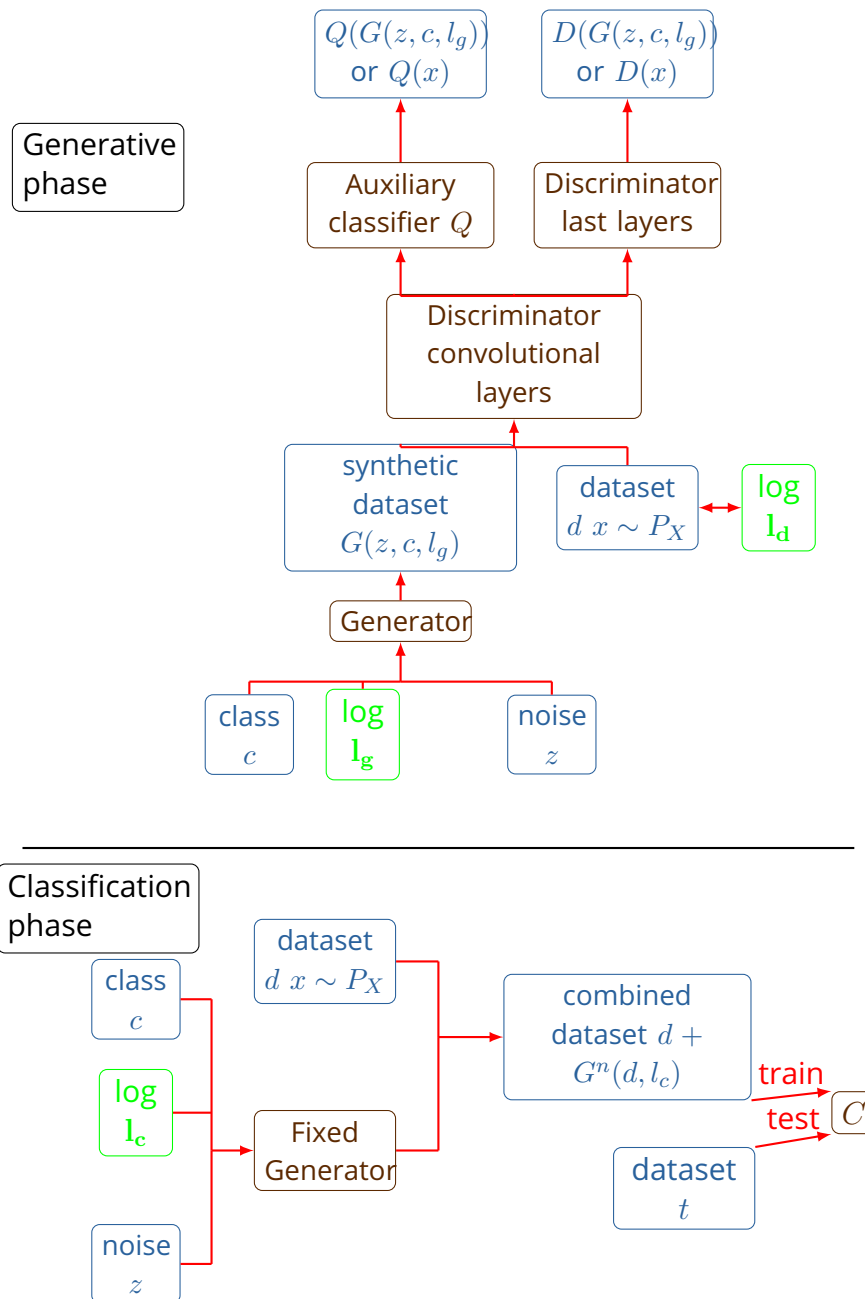 Q(G(z, c, l_g))
or Q(x)
D(G(z, c, l_g))
or D(x)
Generative
phase
Auxiliary
classifier Q
Discriminator
last layers
Discriminator
convolutional
layers
synthetic
dataset
G(z, c, l_g)
dataset
d x ∼ P_X
log
l_d
Generator
class
c
log
l_g
noise
z
Classification
phase
class
c
dataset
d x ∼ P_X
combined
dataset d +
G^n(d, l_c)
log
l_c
Fixed
Generator
train
test
C
dataset
t
noise
z